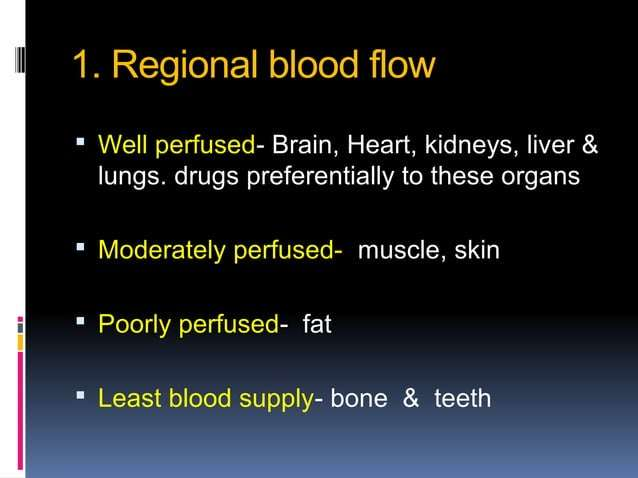 1. Regional blood flow
▪ Well perfused- Brain, Heart, kidneys, liver &
lungs. drugs preferentially to these organs
▪ Moderately perfused-  muscle, skin
▪ Poorly perfused-  fat
▪ Least blood supply- bone  &  teeth